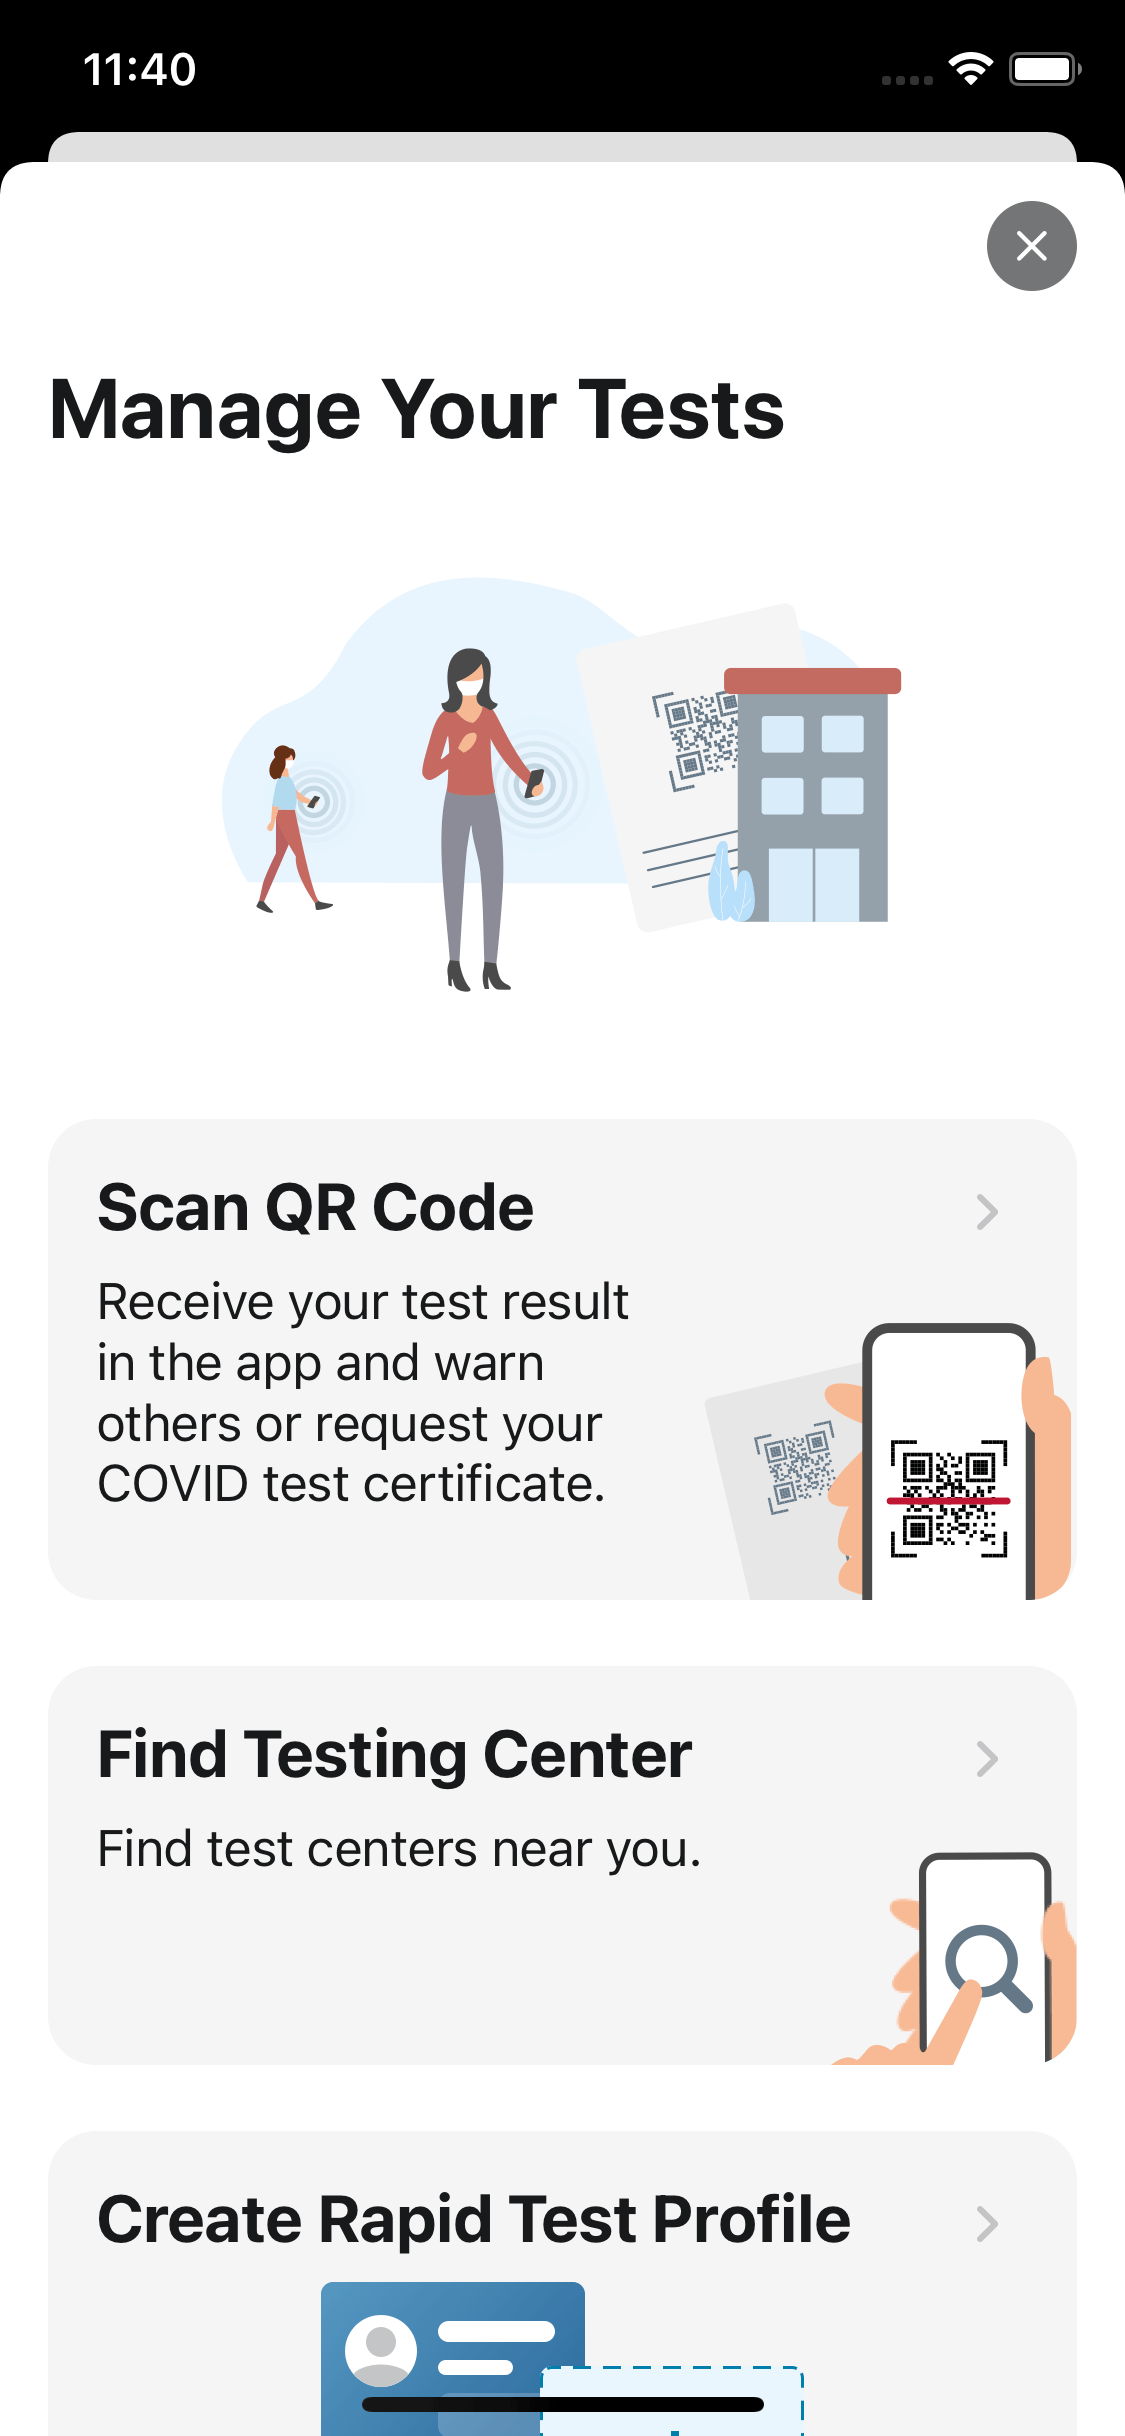 11:40
Manage Your Tests
Scan QR Code
Receive your test result
in the app and warn
others or request your
COVID test certificate.
Find Testing Center
Find test centers near you.
Create Rapid Test Profile